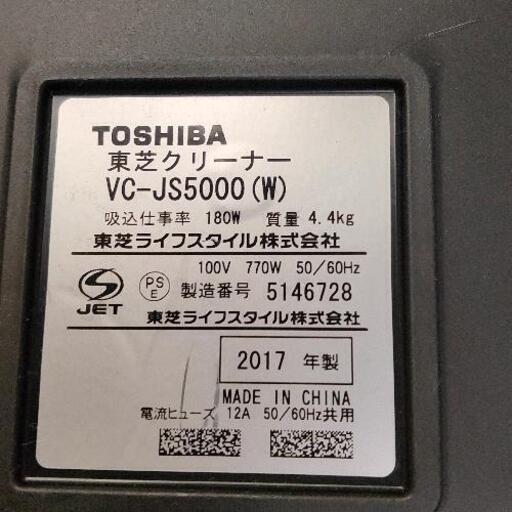 TOSHIBA
東芝クリーナー
VC-JS5000(W)
吸込仕事率 180W 質量 4.4kg
東芝ライフスタイル株式会社
100V 770W 50/60Hz
S JET PSE 製造番号 5146728
東芝ライフスタイル株式会社
2017 年製
MADE IN CHINA
電流ヒューズ 12A 50/60Hz共用